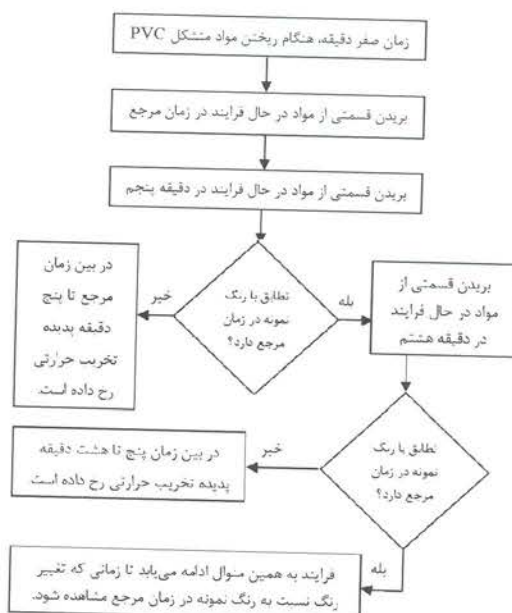 زمان صفر دقیقه، هنگام ریختن مواد متشکل PVC
بریدن قسمتی از مواد در حال فرایند در زمان مرجع
بریدن قسمتی از مواد در حال فرایند در دقیقه پنجم
تطابق با رنگ
نمونه در زمان
مرجع دارد؟
خیر
در بین زمان
مرجع تا پنج
دقیقه پدیده
تخریب حرارتی
رخ داده است.
بله
بریدن قسمتی از
مواد در حال فرایند
در دقیقه هشتم
تطابق با رنگ
نمونه در زمان
مرجع دارد؟
خیر
در بین زمان پنج تا هشت دقیقه
پدیده تخریب حرارتی رخ داده است
بله
فرایند به همین منوال ادامه می‌یابد تا زمانی که تغییر
رنگ نسبت به رنگ نمونه در زمان مرجع مشاهده شود.